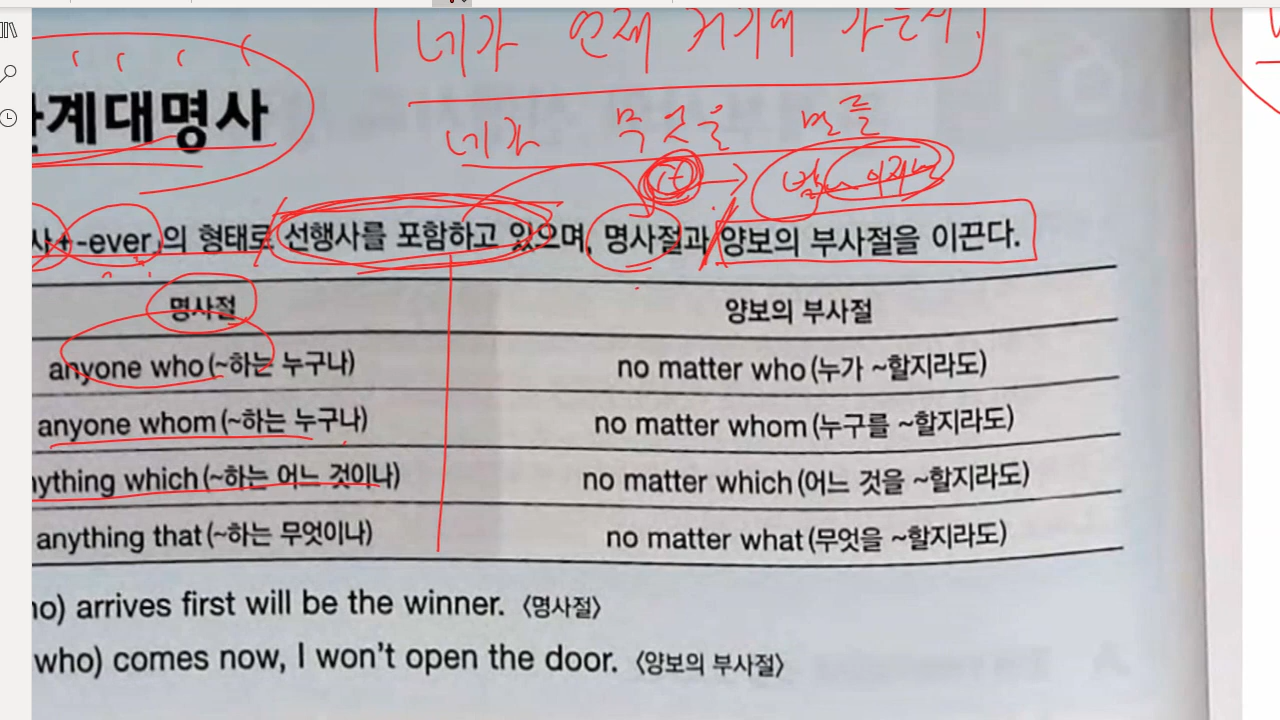 네가 언제 거기에 가든지.
관계대명사
네가 무엇을 먼를
사+-ever」의 형태로 선행사를 포함하고 있으며, 명사절과 양보의 부사절을 이끈다.
명사절 양보의 부사절
anyone who(~하는 누구나) no matter who(누가 ~할지라도)
anyone whom(~하는 누구나) no matter whom(누구를 ~할지라도)
ything which(~하는 어느 것이나) no matter which(어느 것을 ~할지라도)
anything that(~하는 무엇이나) no matter what(무엇을 ~할지라도)
ho) arrives first will be the winner. 〈명사절〉
who) comes now, I won't open the door. 〈양보의 부사절〉